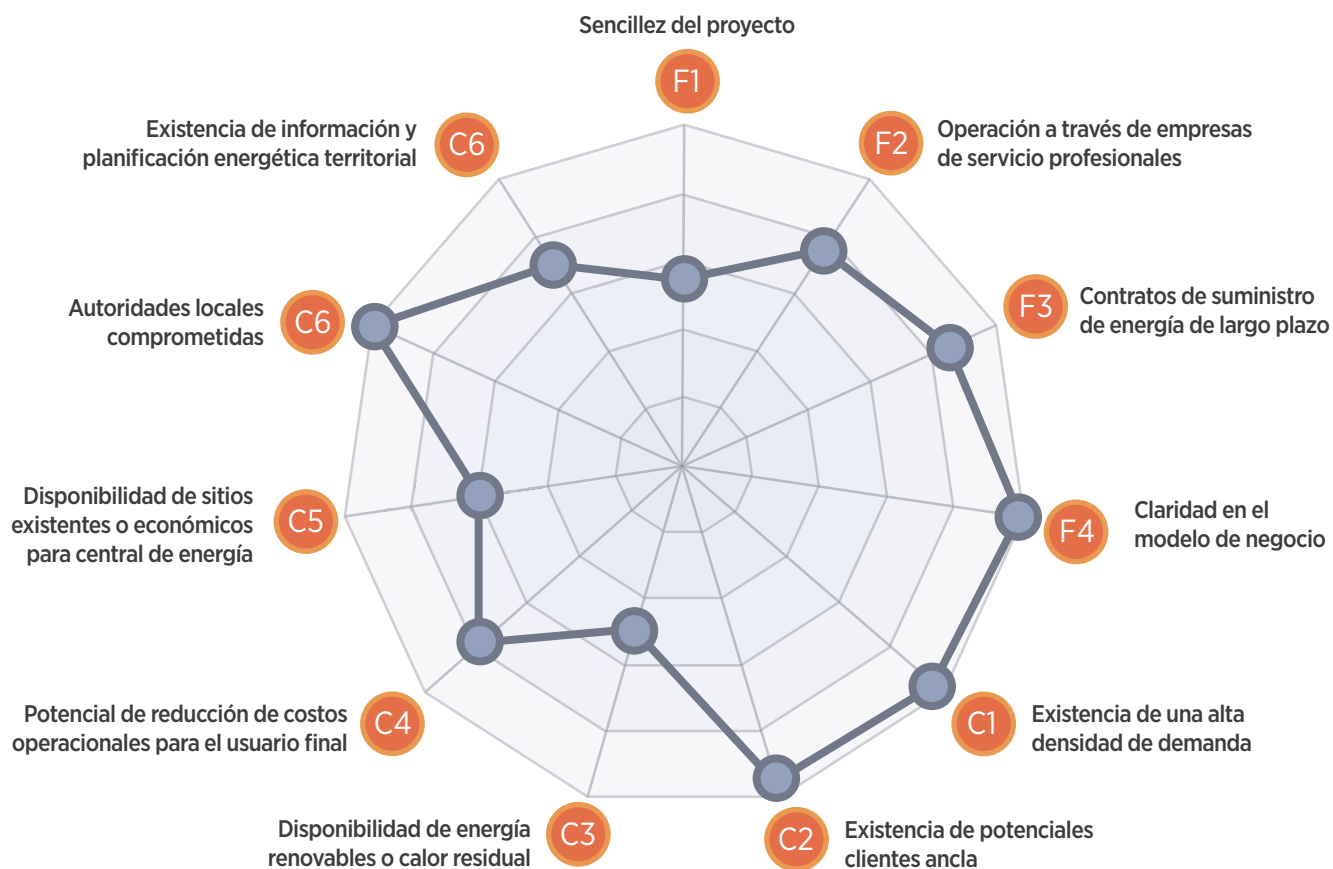 Sencillez del proyecto
F1
F2
Operación a través de empresas
de servicio profesionales
F3
Contratos de suministro
de energía de largo plazo
F4
Claridad en el
modelo de negocio
C1
Existencia de una alta
densidad de demanda
C2
Existencia de potenciales
clientes ancla
C3
Disponibilidad de energía
renovables o calor residual
C4
Potencial de reducción de costos
operacionales para el usuario final
C5
Disponibilidad de sitios
existentes o económicos
para central de energía
C6
Autoridades locales
comprometidas
C6
Existencia de información y
planificación energética territorial